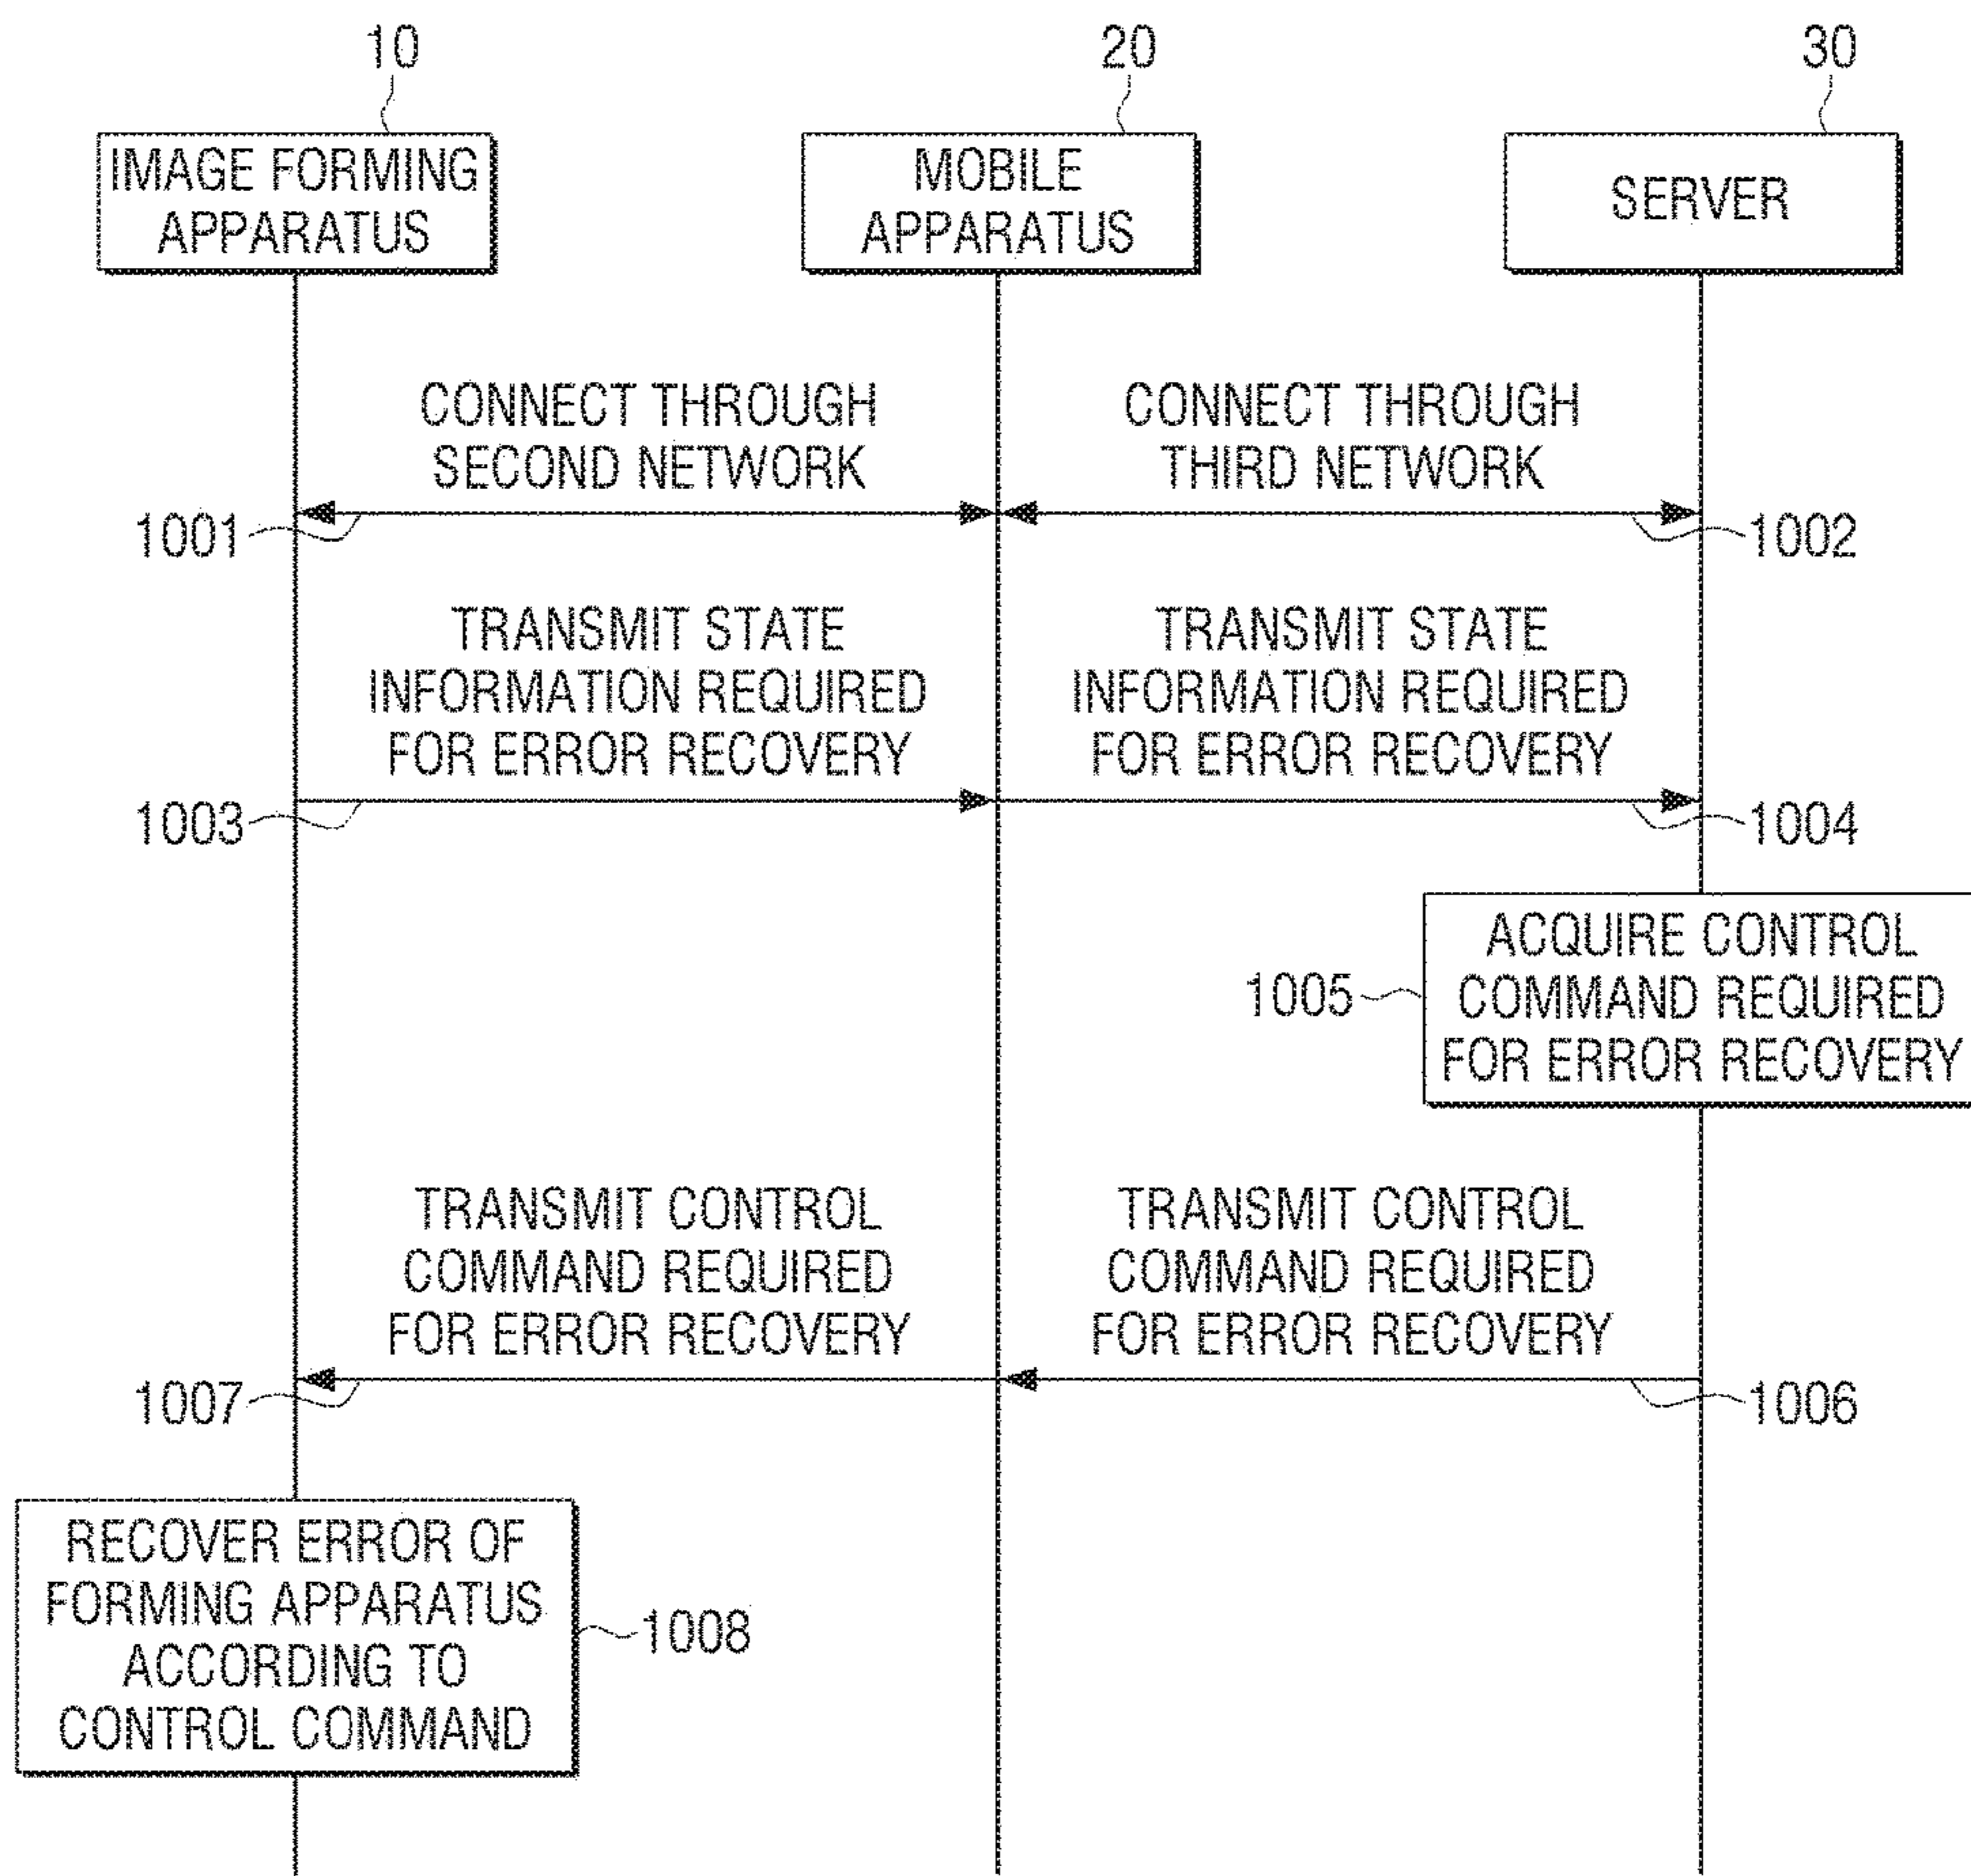 10
20
30
IMAGE FORMING
APPARATUS
MOBILE
APPARATUS
SERVER
CONNECT THROUGH
SECOND NETWORK
CONNECT THROUGH
THIRD NETWORK
1001
1002
TRANSMIT STATE
INFORMATION REQUIRED
FOR ERROR RECOVERY
TRANSMIT STATE
INFORMATION REQUIRED
FOR ERROR RECOVERY
1003
1004
1005
ACQUIRE CONTROL
COMMAND REQUIRED
FOR ERROR RECOVERY
TRANSMIT CONTROL
COMMAND REQUIRED
FOR ERROR RECOVERY
TRANSMIT CONTROL
COMMAND REQUIRED
FOR ERROR RECOVERY
1007
1006
RECOVER ERROR OF
FORMING APPARATUS
ACCORDING TO
CONTROL COMMAND
1008